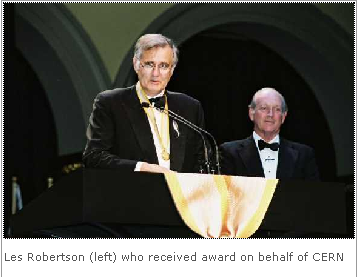 Les Robertson (left) who received award on behalf of CERN